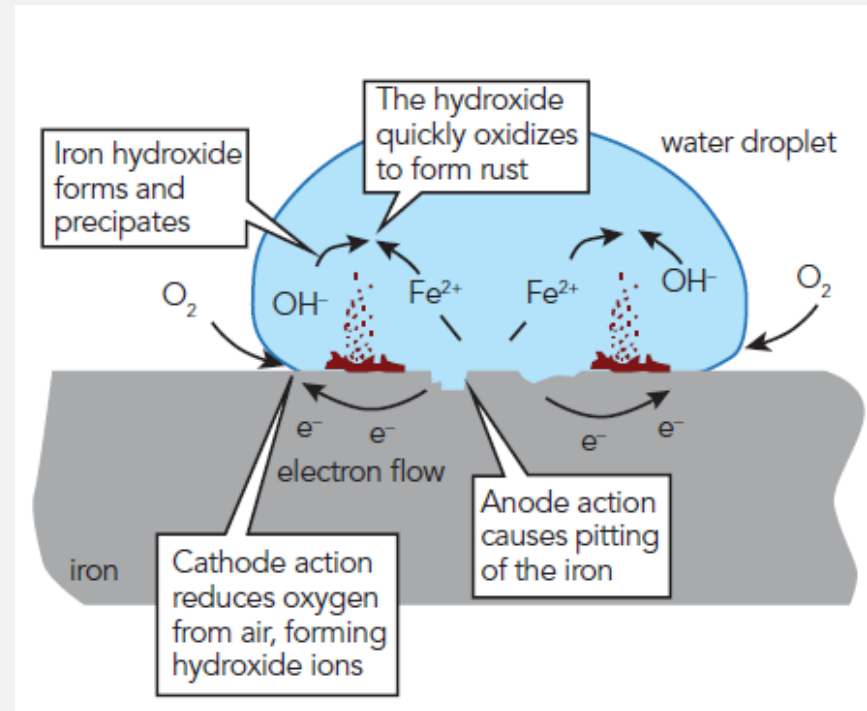 The hydroxide
quickly oxidizes
to form rust
water droplet
Iron hydroxide
forms and
precipates
O₂
OH⁻
Fe²⁺
Fe²⁺
OH⁻
O₂
e⁻
e⁻
e⁻
e⁻
electron flow
Anode action
causes pitting
of the iron
iron
Cathode action
reduces oxygen
from air, forming
hydroxide ions